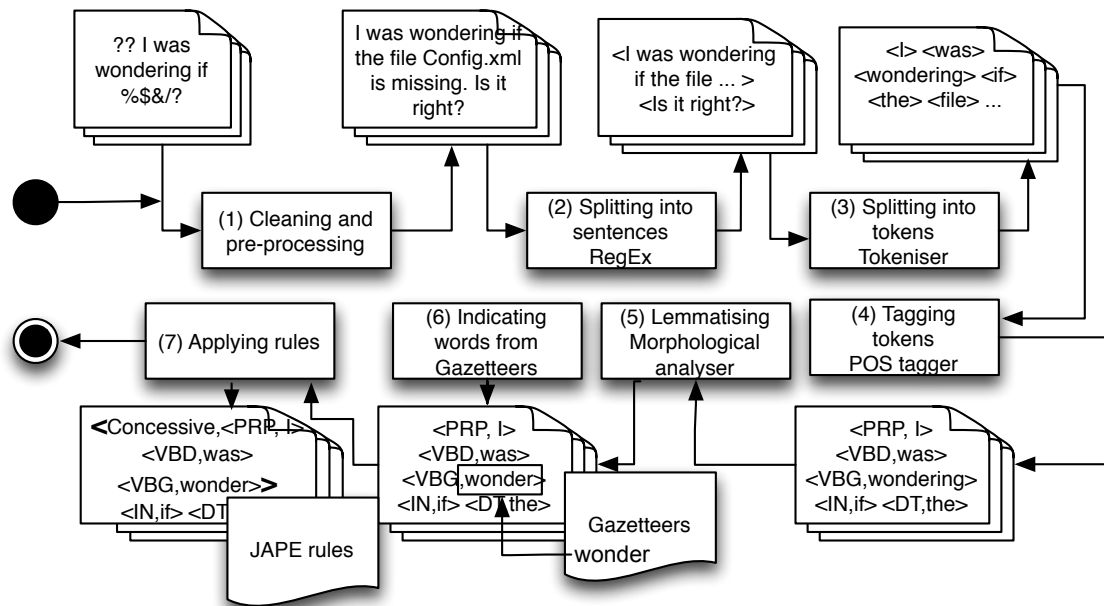 ?? I was
wondering if
%$&/?
I was wondering if
the file Config.xml
is missing. Is it
right?
<I was wondering
if the file ... >
<Is it right?>
<I> <was>
<wondering> <if>
<the> <file> ...
(1) Cleaning and
pre-processing
(2) Splitting into
sentences
RegEx
(3) Splitting into
tokens
Tokeniser
(7) Applying rules
(6) Indicating
words from
Gazetteers
(5) Lemmatising
Morphological
analyser
(4) Tagging
tokens
POS tagger
<Concessive,<PRP, I>
<VBD,was>
<VBG,wonder>>
<IN,if> <DT
JAPE rules
<PRP, I>
<VBD,was>
<VBG,wonder>
<IN,if> <DT,the>
Gazetteers
wonder
<PRP, I>
<VBD,was>
<VBG,wondering>
<IN,if> <DT,the>